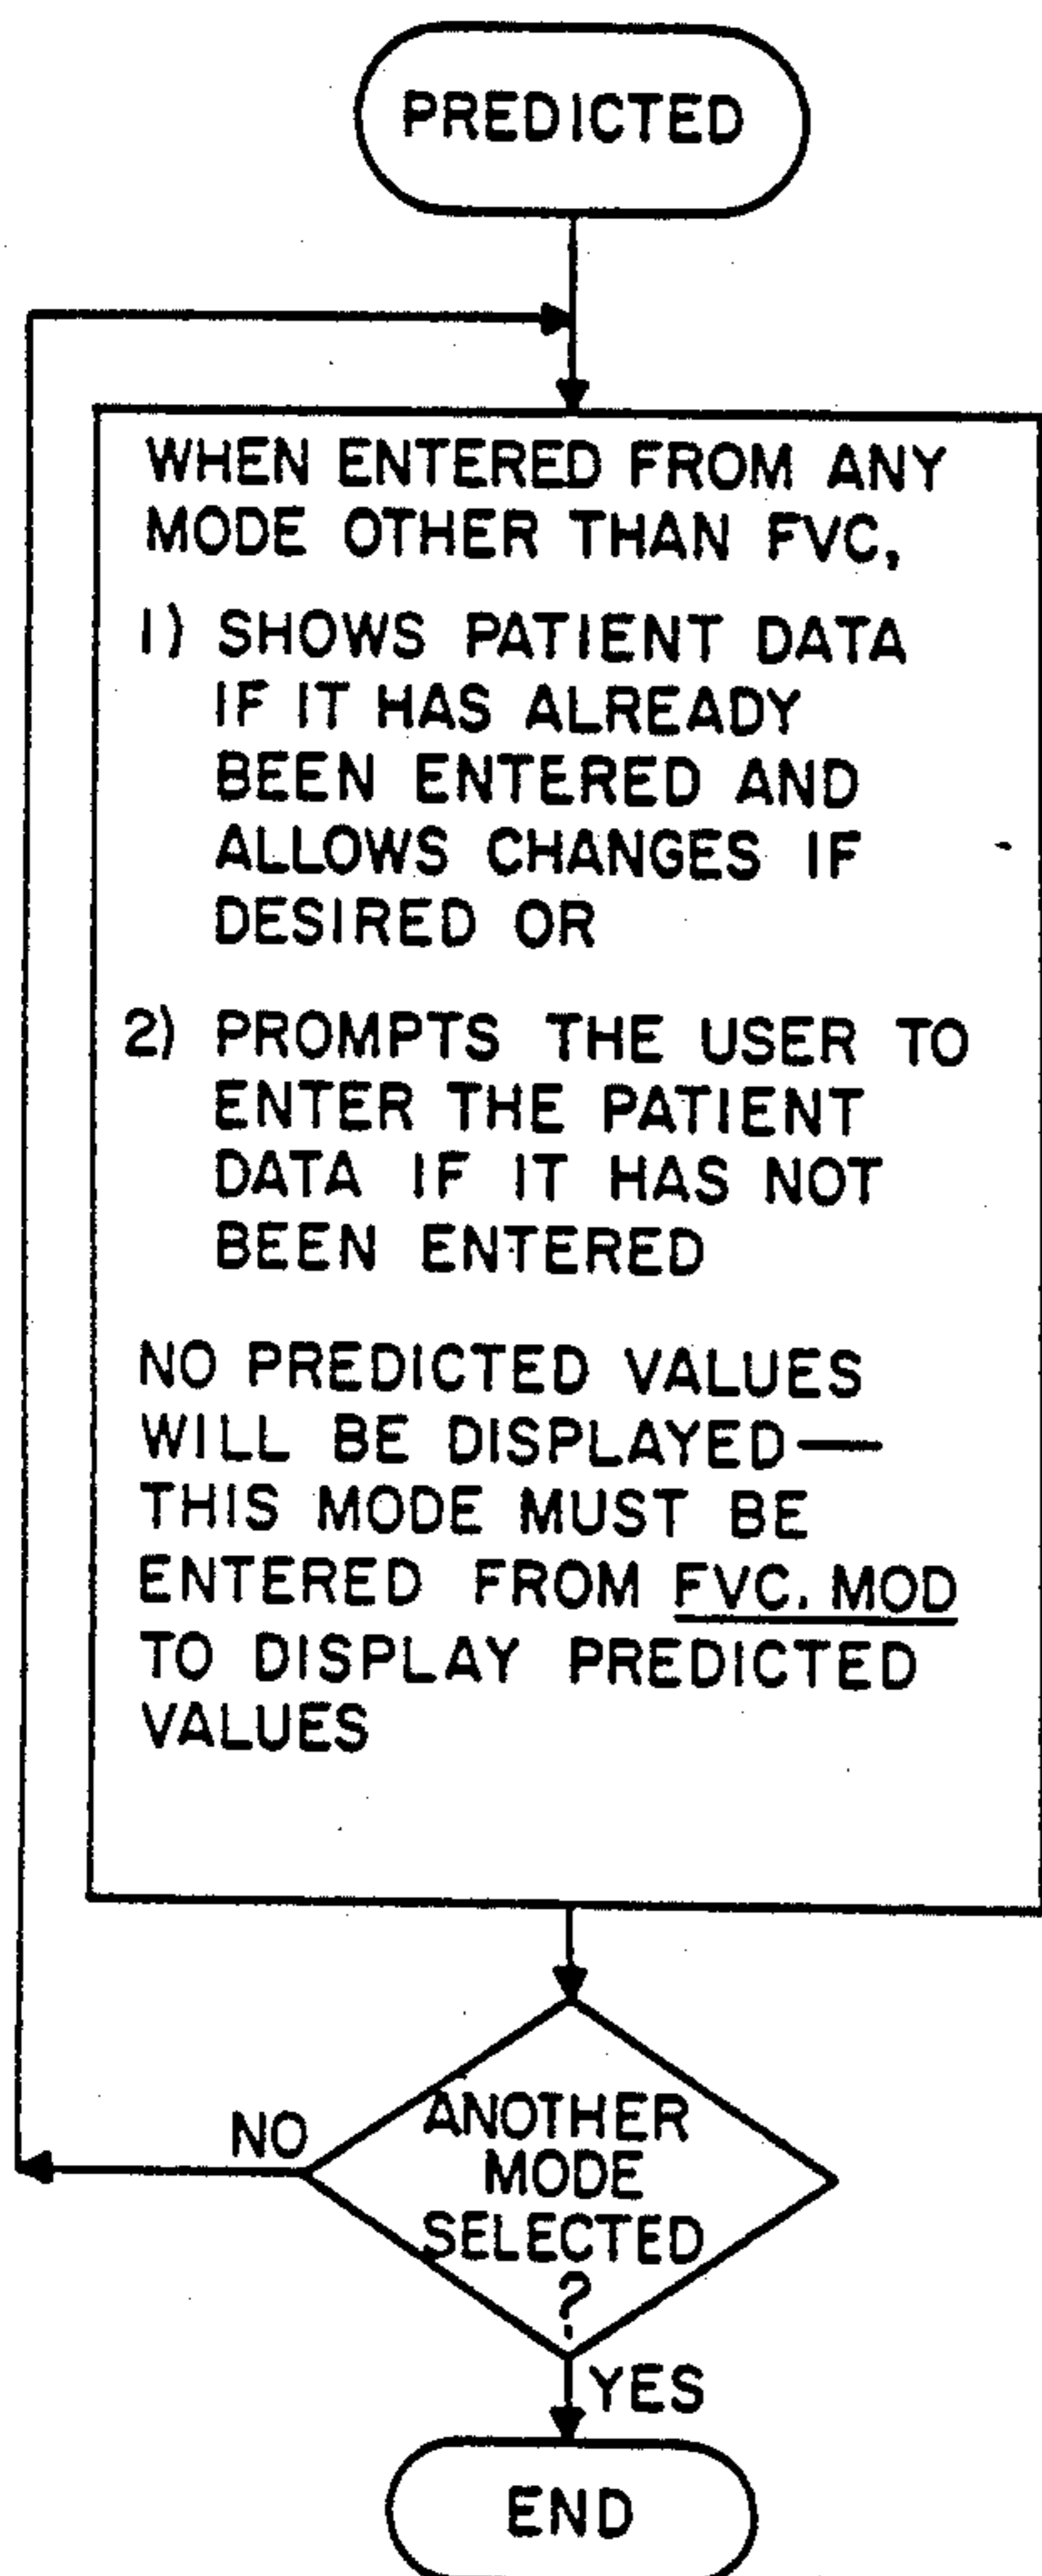 PREDICTED
WHEN ENTERED FROM ANY
MODE OTHER THAN FVC,
1) SHOWS PATIENT DATA
IF IT HAS ALREADY
BEEN ENTERED AND
ALLOWS CHANGES IF
DESIRED OR
2) PROMPTS THE USER TO
ENTER THE PATIENT
DATA IF IT HAS NOT
BEEN ENTERED
NO PREDICTED VALUES
WILL BE DISPLAYED—
THIS MODE MUST BE
ENTERED FROM FVC. MOD
TO DISPLAY PREDICTED
VALUES
NO
ANOTHER
MODE
SELECTED
?
YES
END